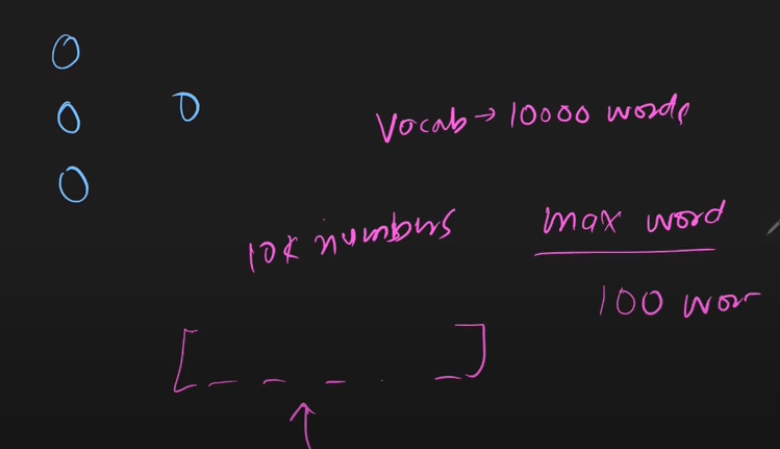 Vocab → 10000 words
10k numbers
max word
100 wor
[ _ _ _ . _ ]